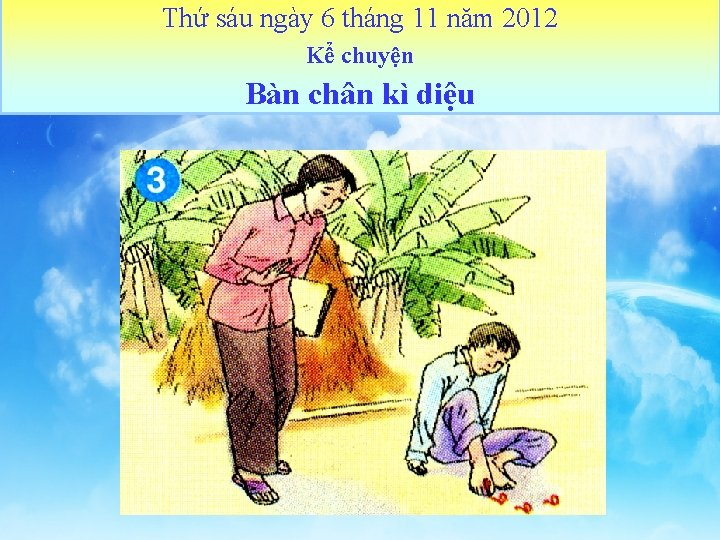 Thứ sáu ngày 6 tháng 11 năm 2012
Kể chuyện
Bàn chân kì diệu
3